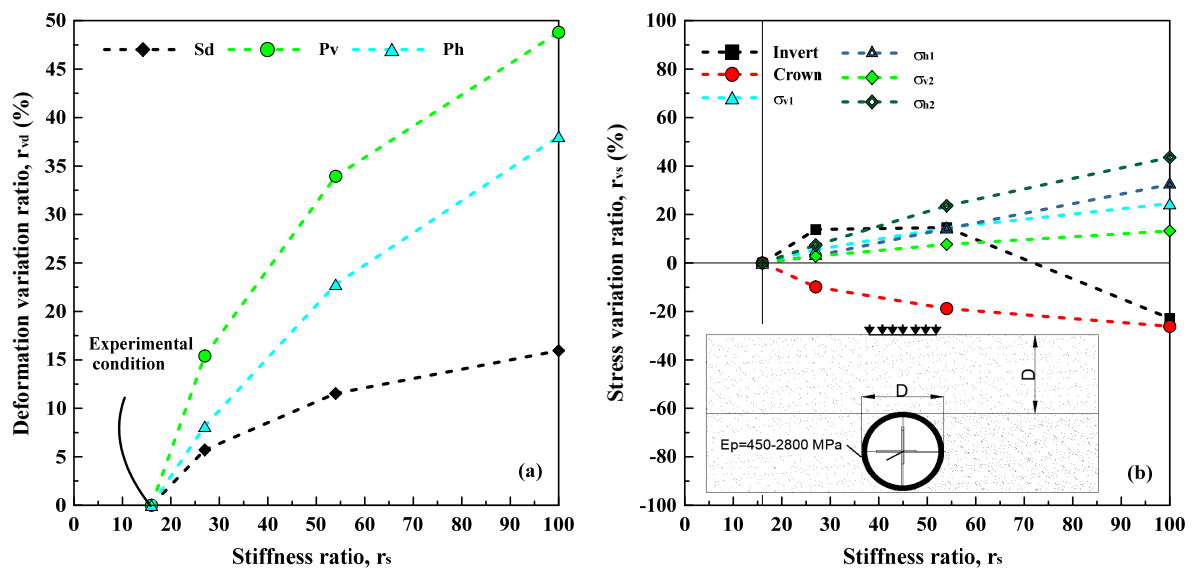 Deformation variation ratio, rvd (%)
50
45
40
35
30
25
20
15
10
5
0
Sd
Pv
Ph
Experimental
condition
(a)
0 10 20 30 40 50 60 70 80 90 100
Stiffness ratio, rs
Stress variation ratio, rvs (%)
100
80
60
40
20
0
-20
-40
-60
-80
-100
Invert
Crown
σv1
σh1
σv2
σh2
D
D
Ep=450-2800 MPa
(b)
0 10 20 30 40 50 60 70 80 90 100
Stiffness ratio, rs